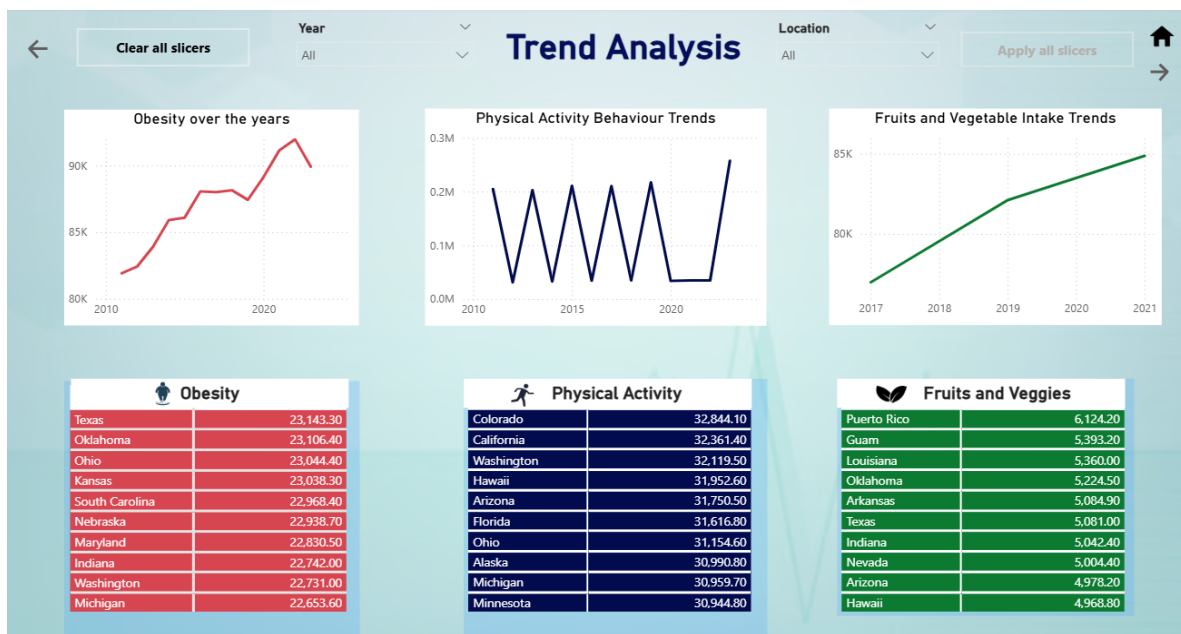 Clear all slicers
Year
All
Trend Analysis
Location
All
Apply all slicers
Obesity over the years
90K
85K
80K
2010 2020
Physical Activity Behaviour Trends
0.3M
0.2M
0.1M
0.0M
2010 2015 2020
Fruits and Vegetable Intake Trends
85K
80K
2017 2018 2019 2020 2021
Obesity
Texas 23,143.30
Oklahoma 23,106.40
Ohio 23,044.40
Kansas 23,038.30
South Carolina 22,968.40
Nebraska 22,938.70
Maryland 22,830.50
Indiana 22,742.00
Washington 22,731.00
Michigan 22,653.60
Physical Activity
Colorado 32,844.10
California 32,361.40
Washington 32,119.50
Hawaii 31,952.60
Arizona 31,750.50
Florida 31,616.80
Ohio 31,154.60
Alaska 30,990.80
Michigan 30,959.70
Minnesota 30,944.80
Fruits and Veggies
Puerto Rico 6,124.20
Guam 5,393.20
Louisiana 5,360.00
Oklahoma 5,224.50
Arkansas 5,084.90
Texas 5,081.00
Indiana 5,042.40
Nevada 5,004.40
Arizona 4,978.20
Hawaii 4,968.80